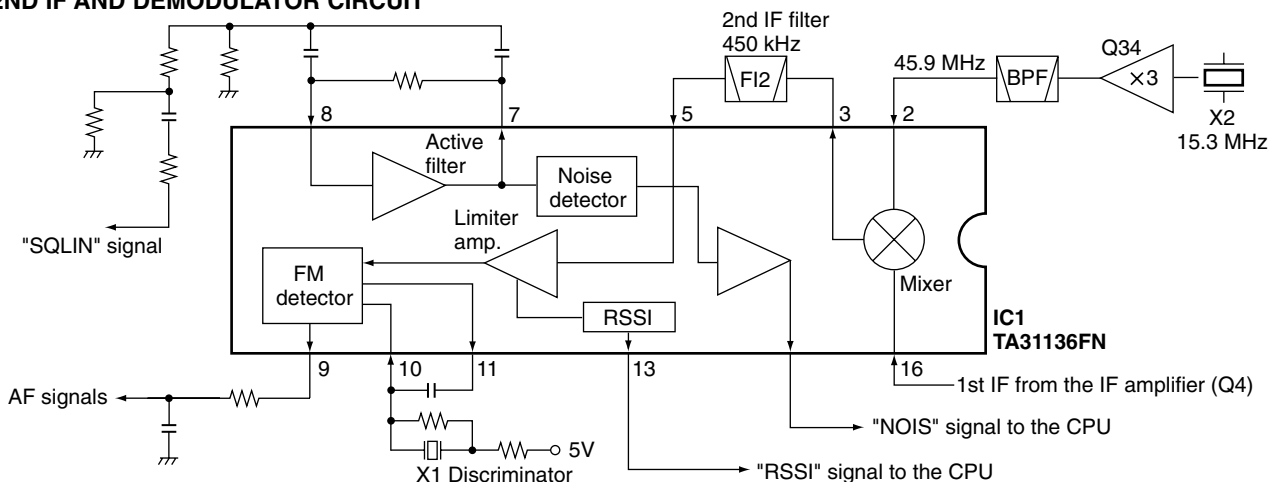 2ND IF AND DEMODULATOR CIRCUIT
2nd IF filter
450 kHz
FI2
45.9 MHz
BPF
Q34
×3
X2
15.3 MHz
8
7
5
3
2
Active
filter
Noise
detector
Limiter
amp.
"SQLIN" signal
FM
detector
RSSI
Mixer
IC1
TA31136FN
9
10
11
13
16
AF signals
1st IF from the IF amplifier (Q4)
"NOIS" signal to the CPU
5V
X1 Discriminator
"RSSI" signal to the CPU